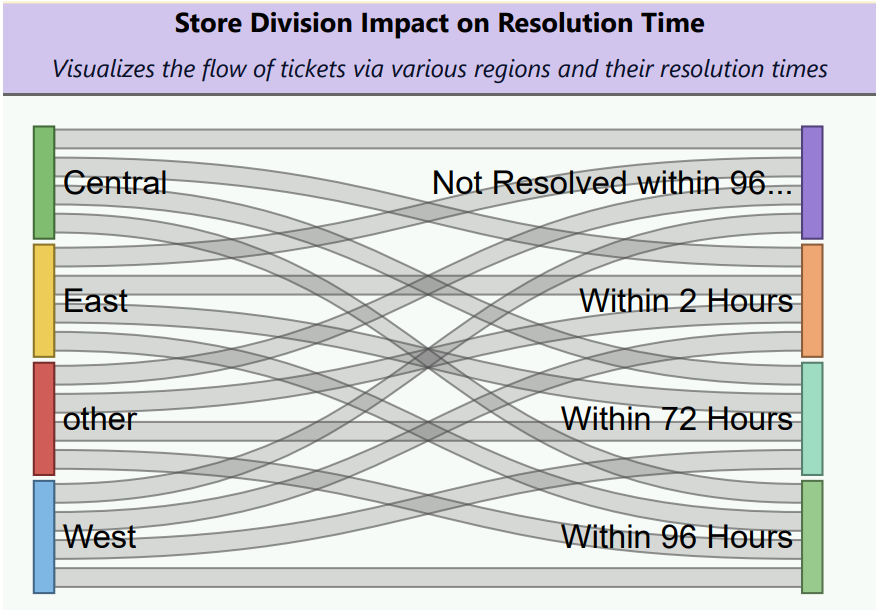 Store Division Impact on Resolution Time
Visualizes the flow of tickets via various regions and their resolution times
Central
Not Resolved within 96...
East
Within 2 Hours
other
Within 72 Hours
West
Within 96 Hours